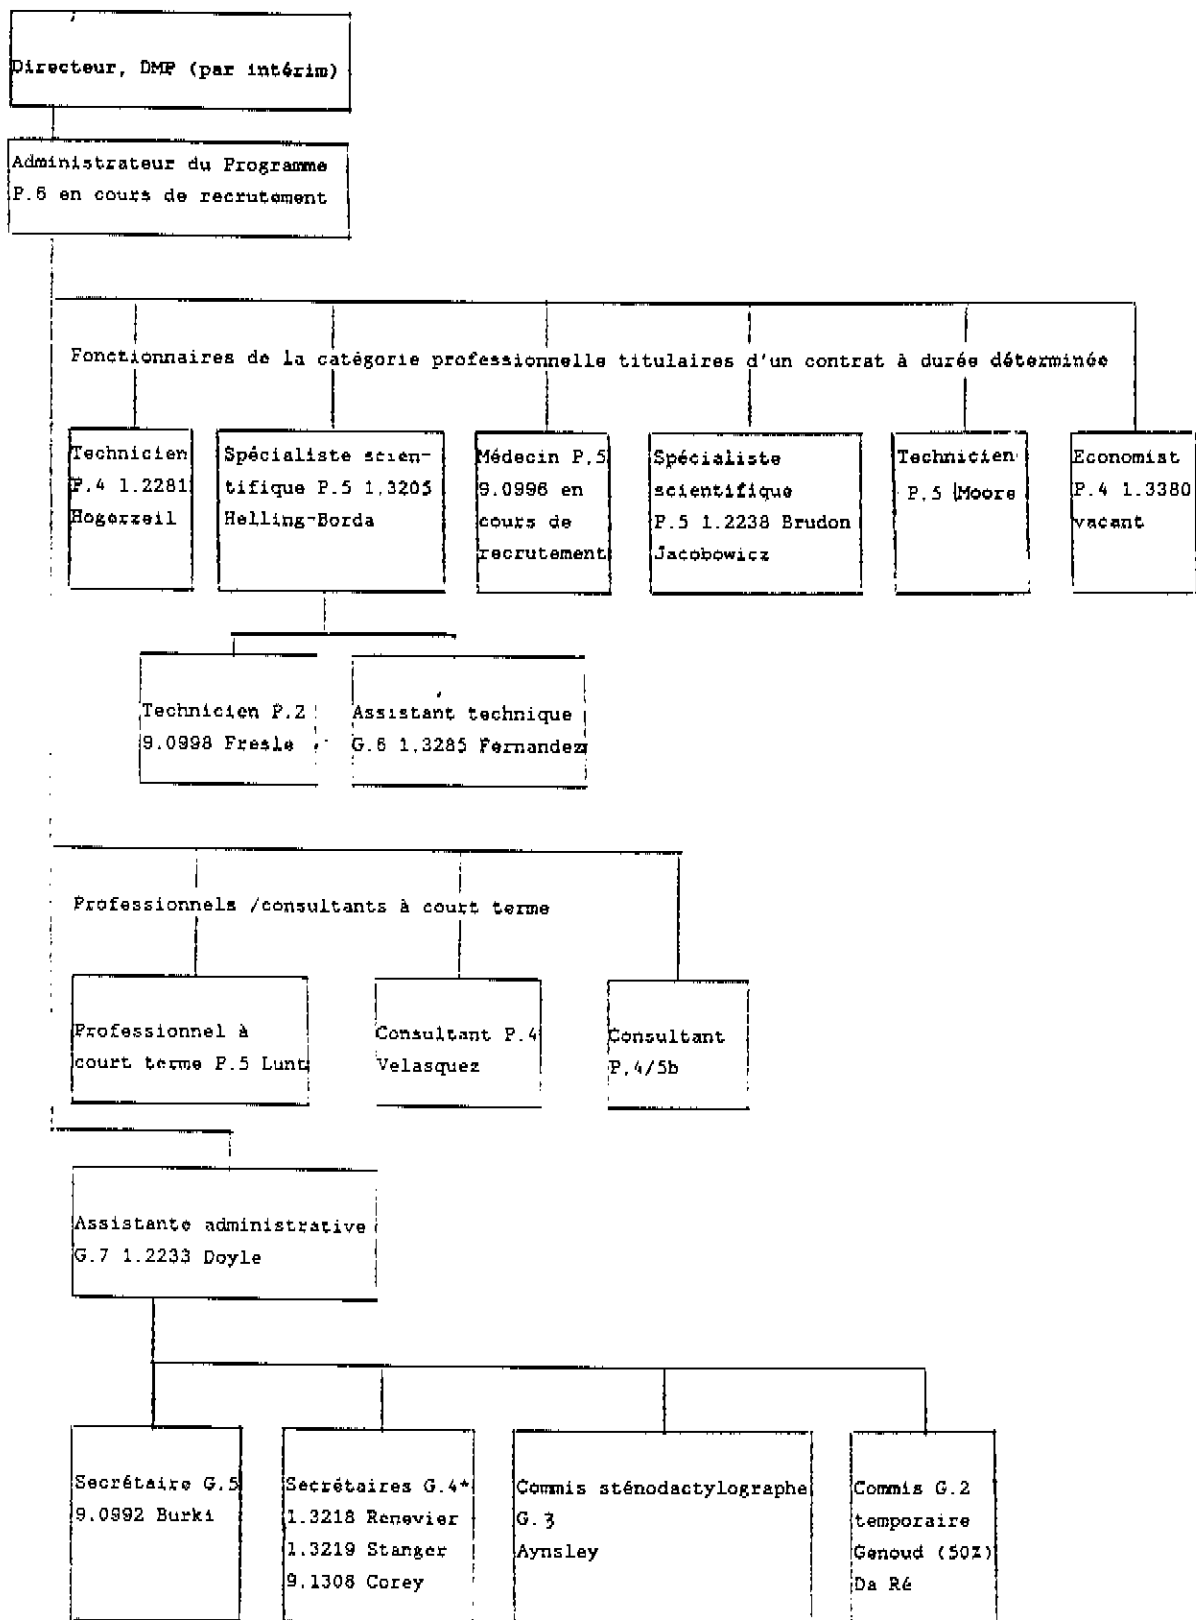 Directeur, DMP (par intérim)
Administrateur du Programme
P.6 en cours de recrutement
Fonctionnaires de la catégorie professionnelle titulaires d'un contrat à durée déterminée
Technicien
P.4 1.2281
Hogerzeil
Spécialiste scien-
tifique P.5 1.3205
Helling-Borda
Médecin P.5
9.0996 en
cours de
recrutement
Spécialiste
scientifique
P.5 1.2238 Brudon
Jacobowicz
Technicien
P.5 Moore
Economist
P.4 1.3380
vacant
Technicien P.2
9.0998 Fresle
Assistant technique
G.6 1.3285 Fernandez
Professionnels /consultants à court terme
Professionnel à
court terme P.5 Lunt
Consultant P.4
Velasquez
Consultant
P.4/5b
Assistante administrative
G.7 1.2233 Doyle
Secrétaire G.5
9.0992 Burki
Secrétaires G.4*
1.3218 Renevier
1.3219 Stanger
9.1308 Corey
Commis sténodactylographe
G.3
Aynsley
Commis G.2
temporaire
Genoud (50%)
Da Ré